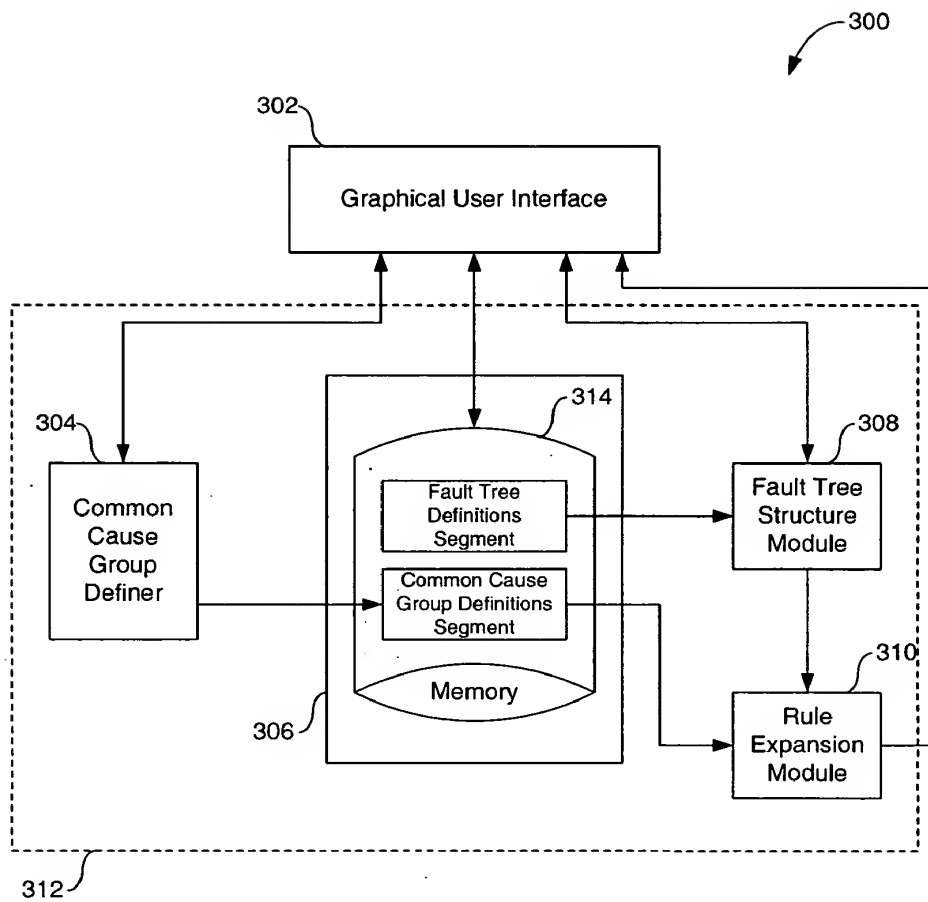 300
302
Graphical User Interface
314
304
308
Common
Cause
Group
Definer
Fault Tree
Definitions
Segment
Fault Tree
Structure
Module
Common Cause
Group Definitions
Segment
310
Memory
Rule
Expansion
Module
306
312